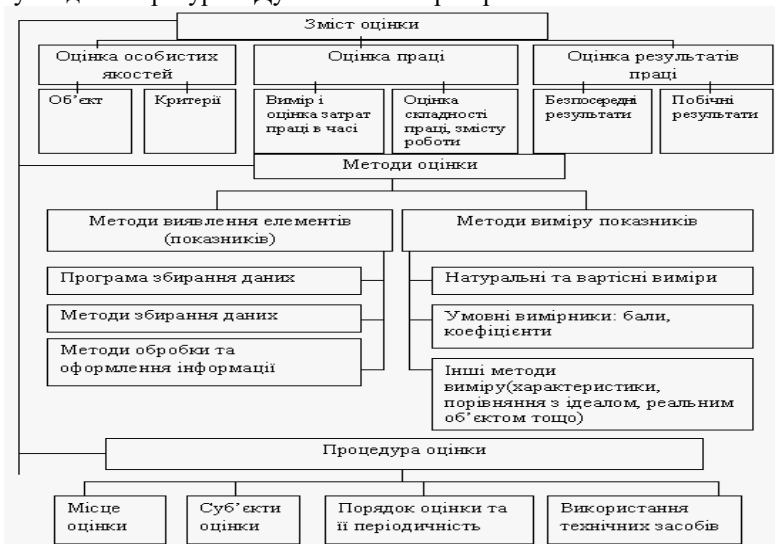 Зміст оцінки
Оцінка особистих
якостей
Оцінка праці
Оцінка результатів
праці
Об’єкт
Критерії
Вимір і
оцінка затрат
праці в часі
Оцінка
складності
праці, змісту
роботи
Безпосередні
результати
Побічні
результати
Методи оцінки
Методи виявлення елементів
(показників)
Методи виміру показників
Програма збирання даних
Методи збирання даних
Методи обробки та
оформлення інформації
Натуральні та вартісні виміри
Умовні вимірники: бали,
коефіцієнти
Інші методи
виміру(характеристики,
порівняння з ідеалом, реальним
об’єктом тощо)
Процедура оцінки
Місце
оцінки
Суб’єкти
оцінки
Порядок оцінки та
її періодичність
Використання
технічних засобів